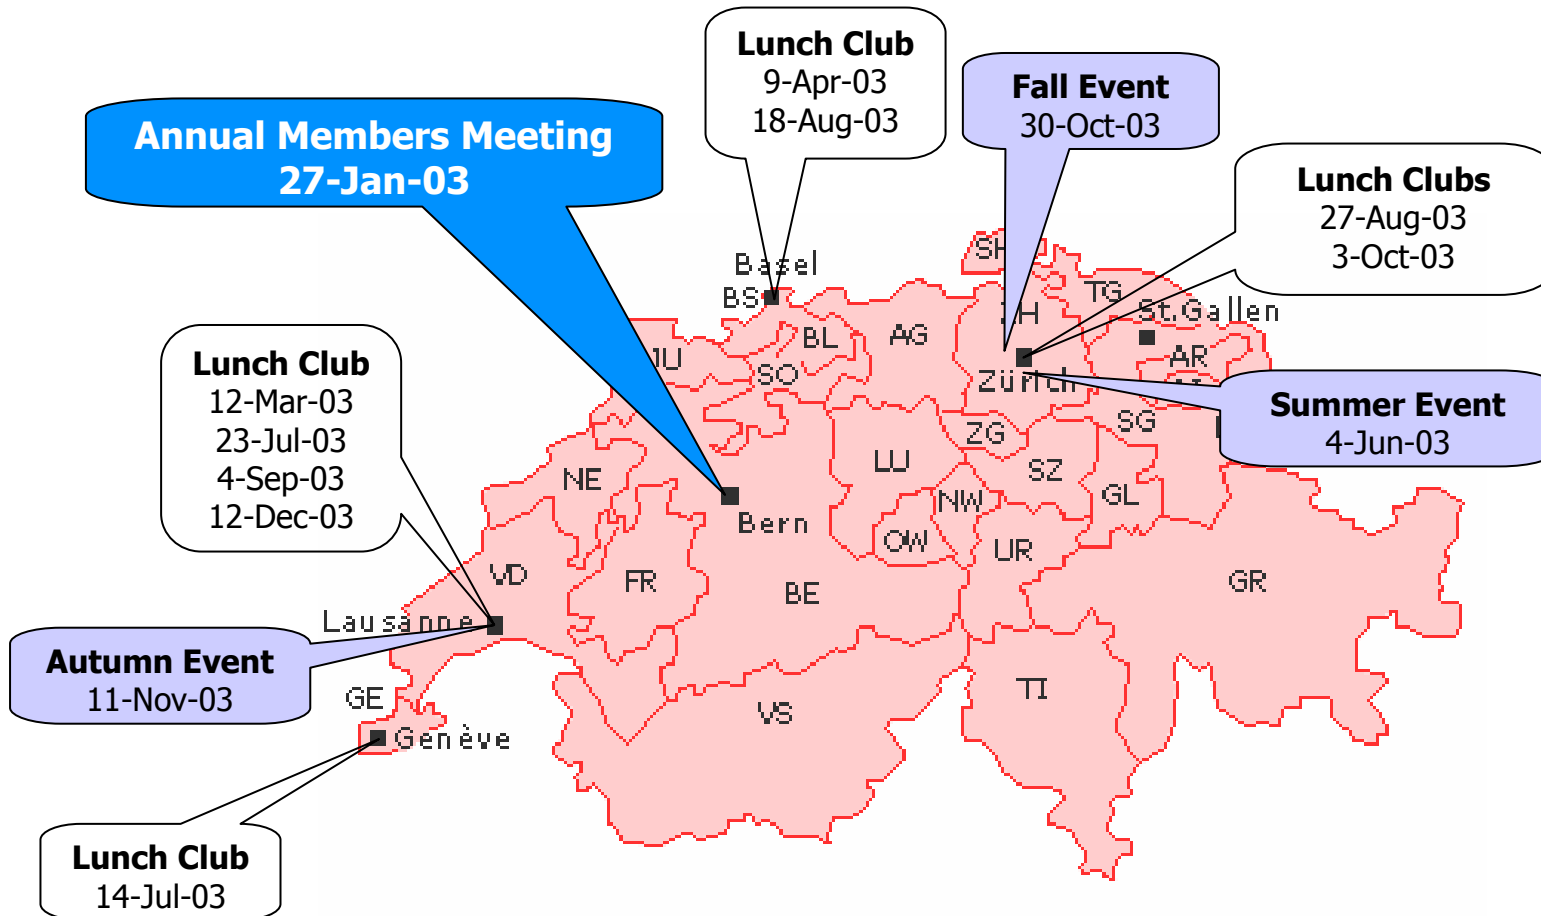 Lunch Club
9-Apr-03
18-Aug-03
Fall Event
30-Oct-03
Annual Members Meeting
27-Jan-03
Lunch Clubs
27-Aug-03
3-Oct-03
Basel
BS
SH
TG
St.Gallen
BL
AG
AR
JU
SO
Zürich
Lunch Club
12-Mar-03
23-Jul-03
4-Sep-03
12-Dec-03
Summer Event
4-Jun-03
SG
ZG
LU
SZ
NE
GL
NW
Bern
OW
UR
VD
FR
BE
GR
Lausanne
Autumn Event
11-Nov-03
GE
TI
VS
Genève
Lunch Club
14-Jul-03